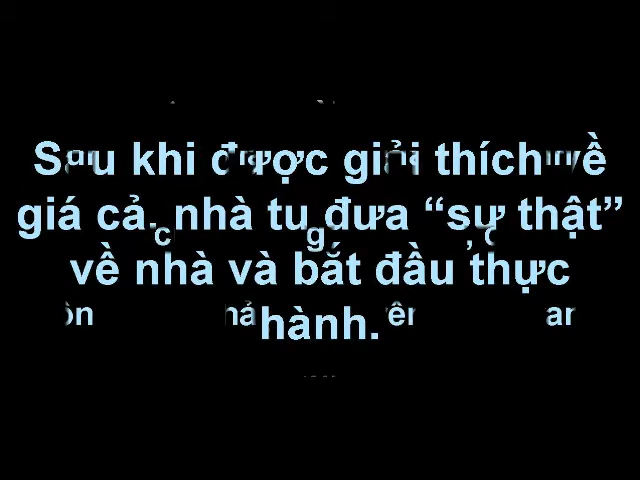 Sau khi được giải thích về
giá cả, nhà tu đưa “sự thật”
về nhà và bắt đầu thực
hành.